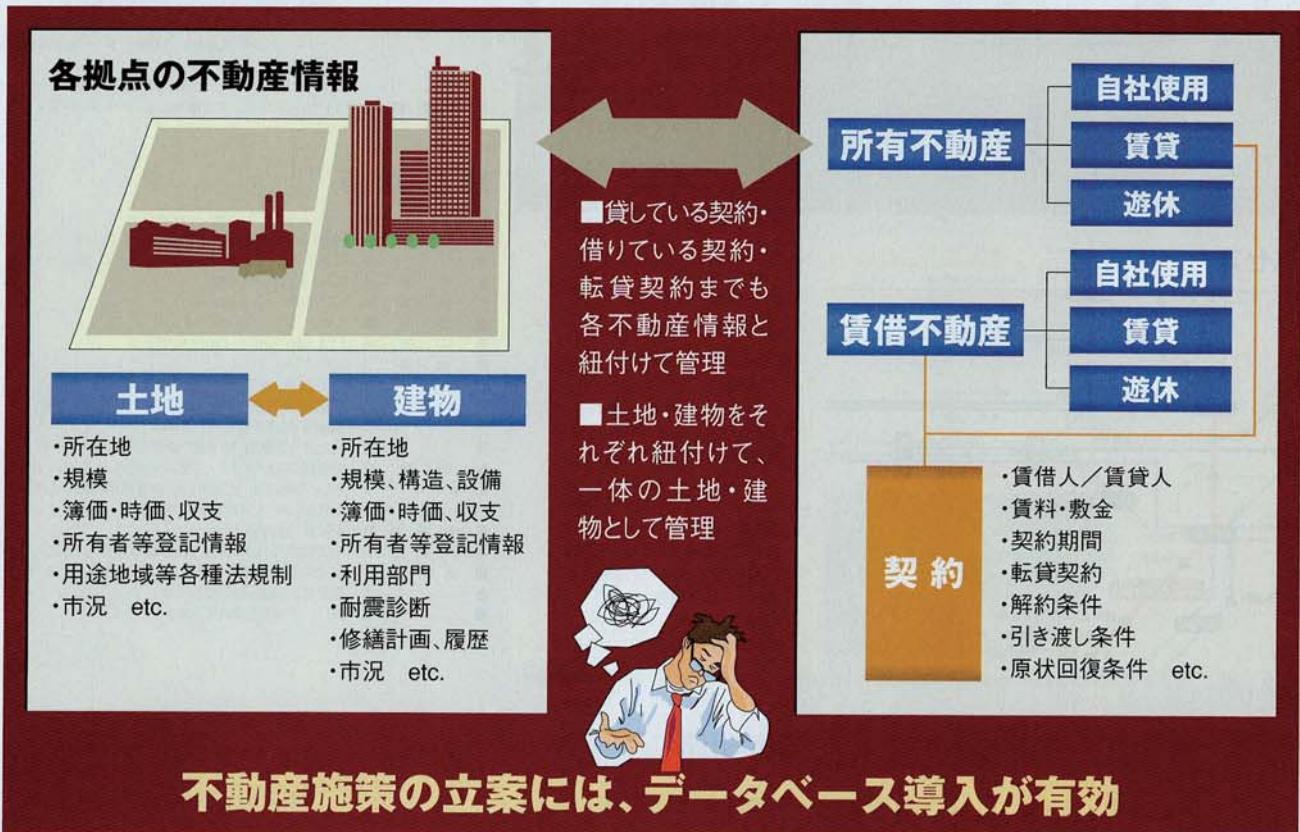 各拠点の不動産情報
土地
・所在地
・規模
・簿価・時価、収支
・所有者等登記情報
・用途地域等各種法規制
・市況　etc.
建物
・所在地
・規模、構造、設備
・簿価・時価、収支
・所有者等登記情報
・利用部門
・耐震診断
・修繕計画、履歴
・市況　etc.
■貸している契約・
借りている契約・
転貸契約までも
各不動産情報と
紐付けて管理
■土地・建物をそ
れぞれ紐付けて、
一体の土地・建
物として管理
所有不動産
自社使用
賃貸
遊休
賃借不動産
自社使用
賃貸
遊休
契約
・賃借人／賃貸人
・賃料・敷金
・契約期間
・転貸契約
・解約条件
・引き渡し条件
・原状回復条件　etc.
不動産施策の立案には、データベース導入が有効